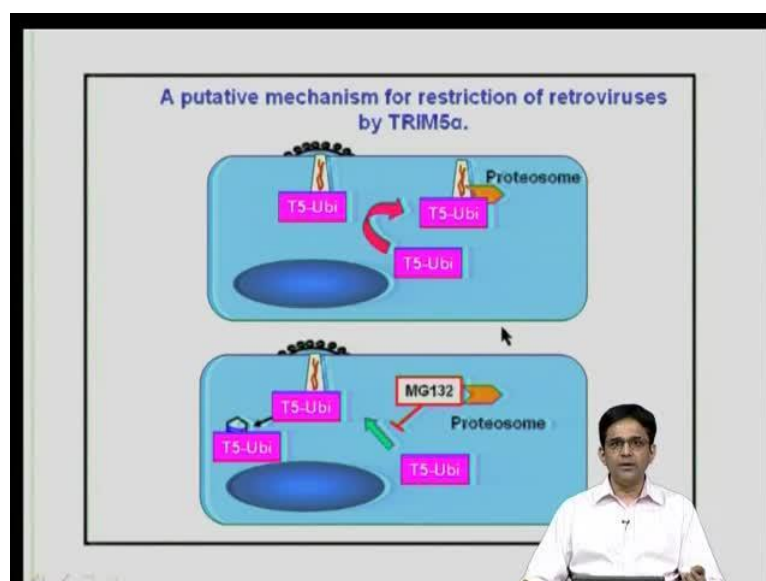 A putative mechanism for restriction of retroviruses
by TRIM5α.
Proteosome
T5-Ubi
T5-Ubi
T5-Ubi
MG132
T5-Ubi
Proteosome
T5-Ubi
T5-Ubi